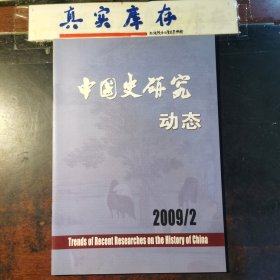 真实库存
中国史研究
动态
2009/2
Trends of Recent Researches on the History of China